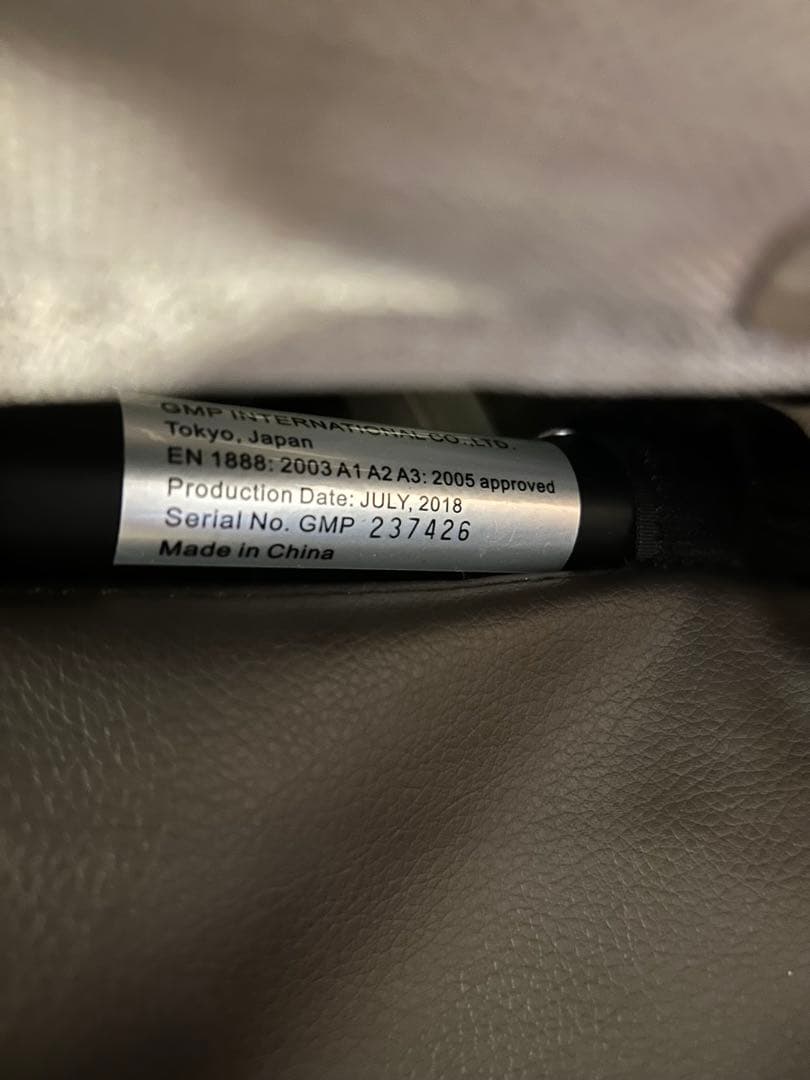 GMP INTERNATIONAL CO.,LTD.
Tokyo, Japan
EN 1888: 2003 A1 A2 A3: 2005 approved
Production Date: JULY, 2018
Serial No. GMP 237426
Made in China